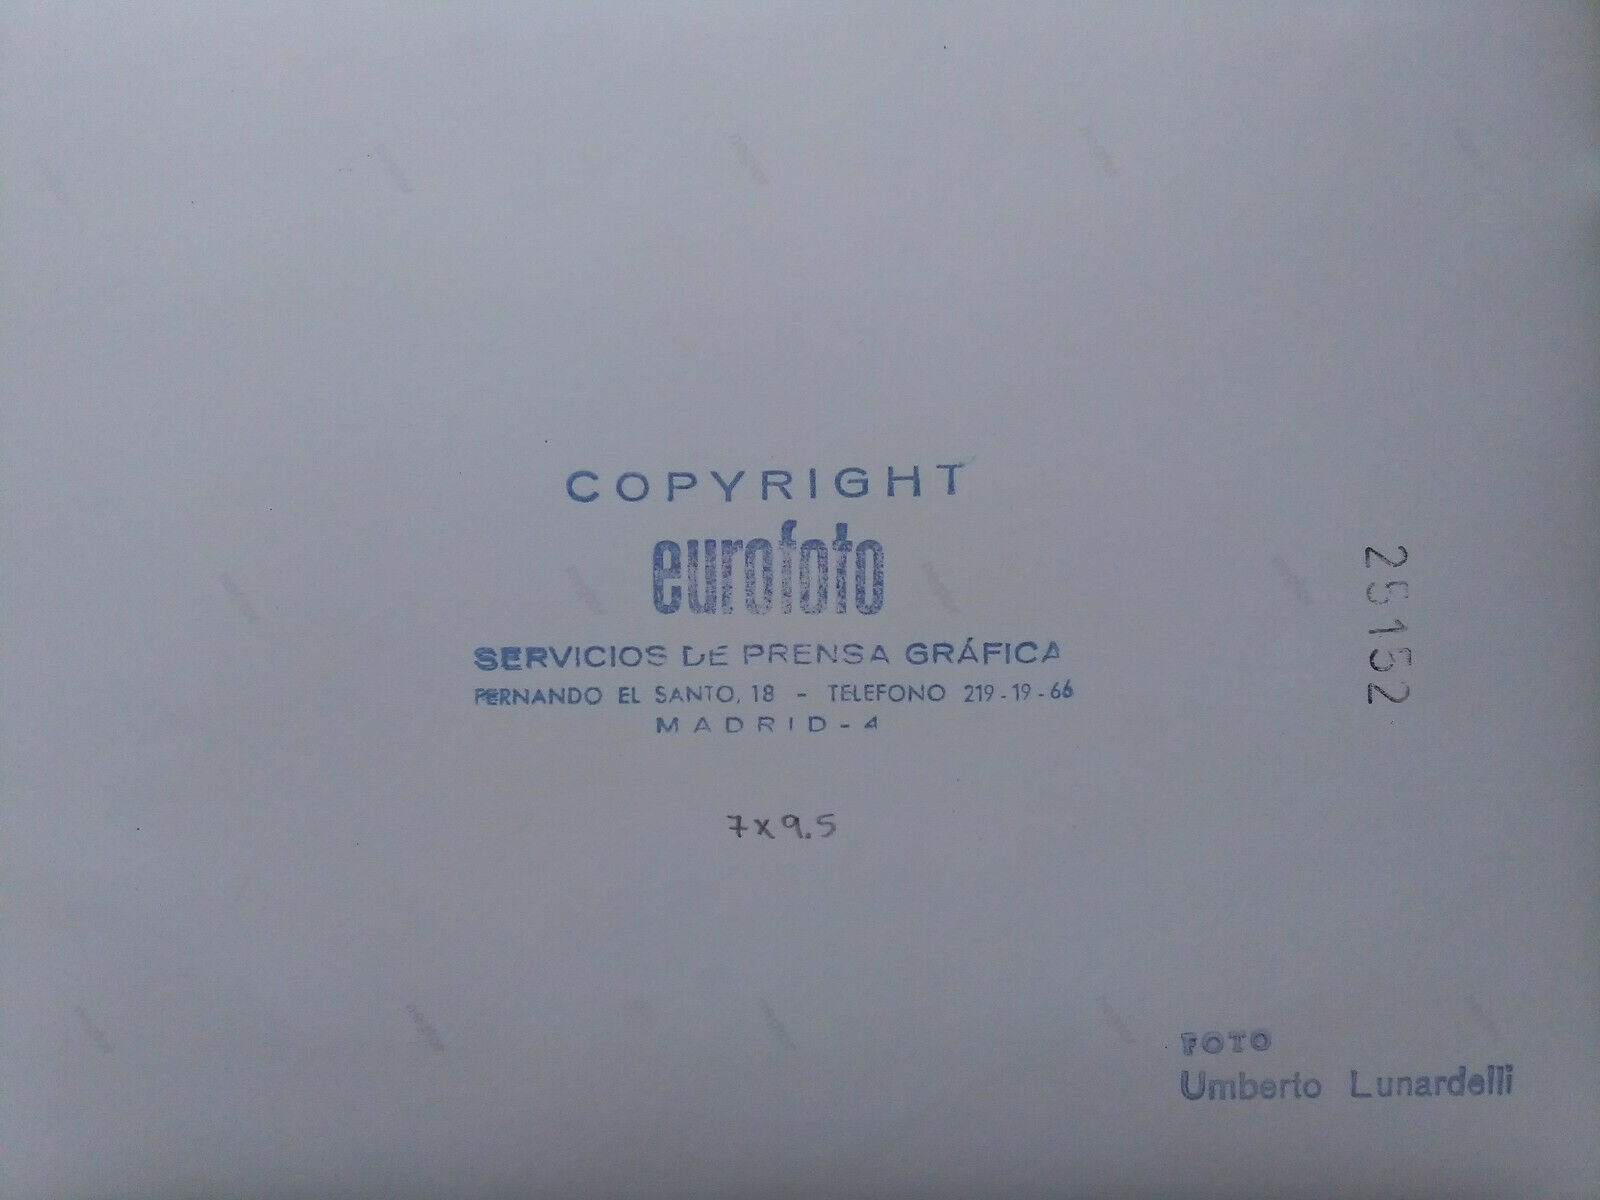 COPYRIGHT
eurofoto
SERVICIOS DE PRENSA GRÁFICA
FERNANDO EL SANTO, 18 - TELEFONO 219-19-66
MADRID-4
7x9.5
25152
FOTO
Umberto Lunardelli